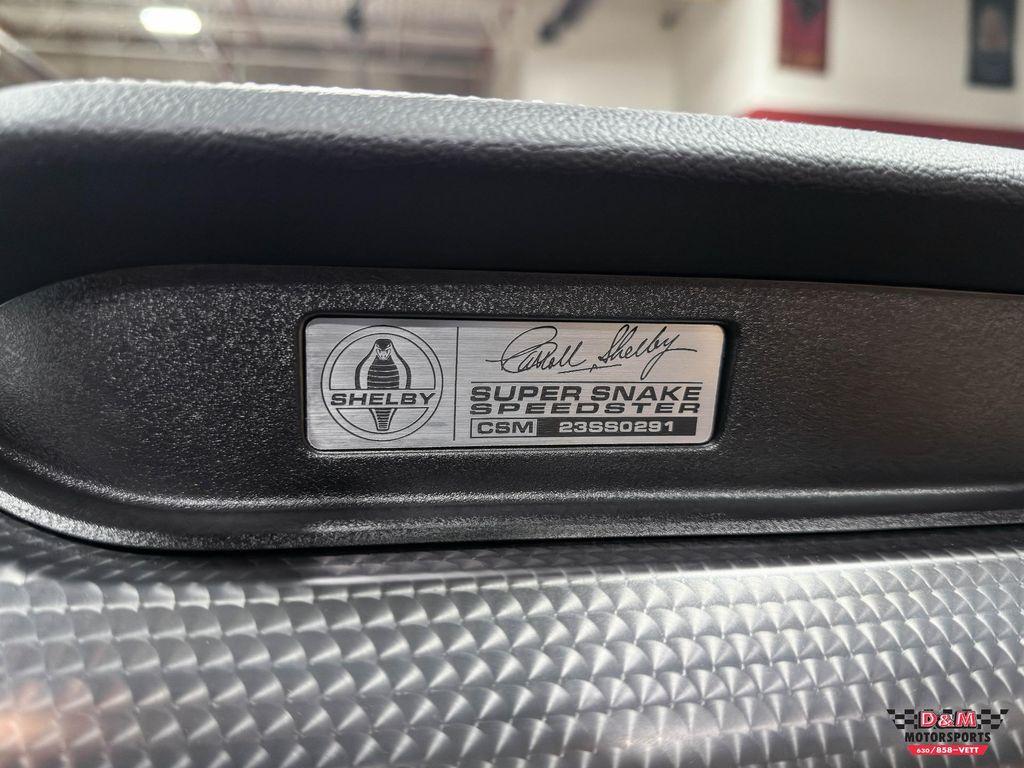 SHELBY
Carroll Shelby
SUPER SNAKE
SPEEDSTER
CSM 23SS0291
D&M
MOTORSPORTS
630/858-VETT